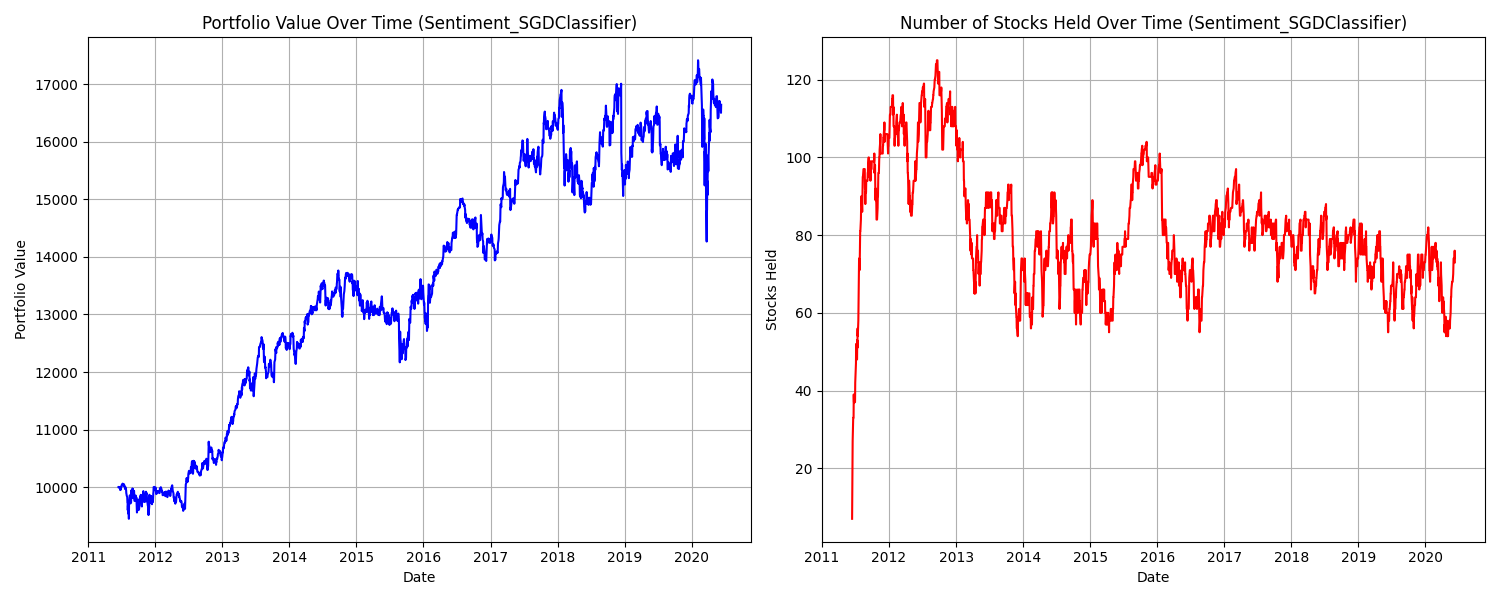 Portfolio Value Over Time (Sentiment_SGDClassifier)
Portfolio Value
17000
16000
15000
14000
13000
12000
11000
10000
2011 2012 2013 2014 2015 2016 2017 2018 2019 2020
Date
Number of Stocks Held Over Time (Sentiment_SGDClassifier)
Stocks Held
120
100
80
60
40
20
2011 2012 2013 2014 2015 2016 2017 2018 2019 2020
Date